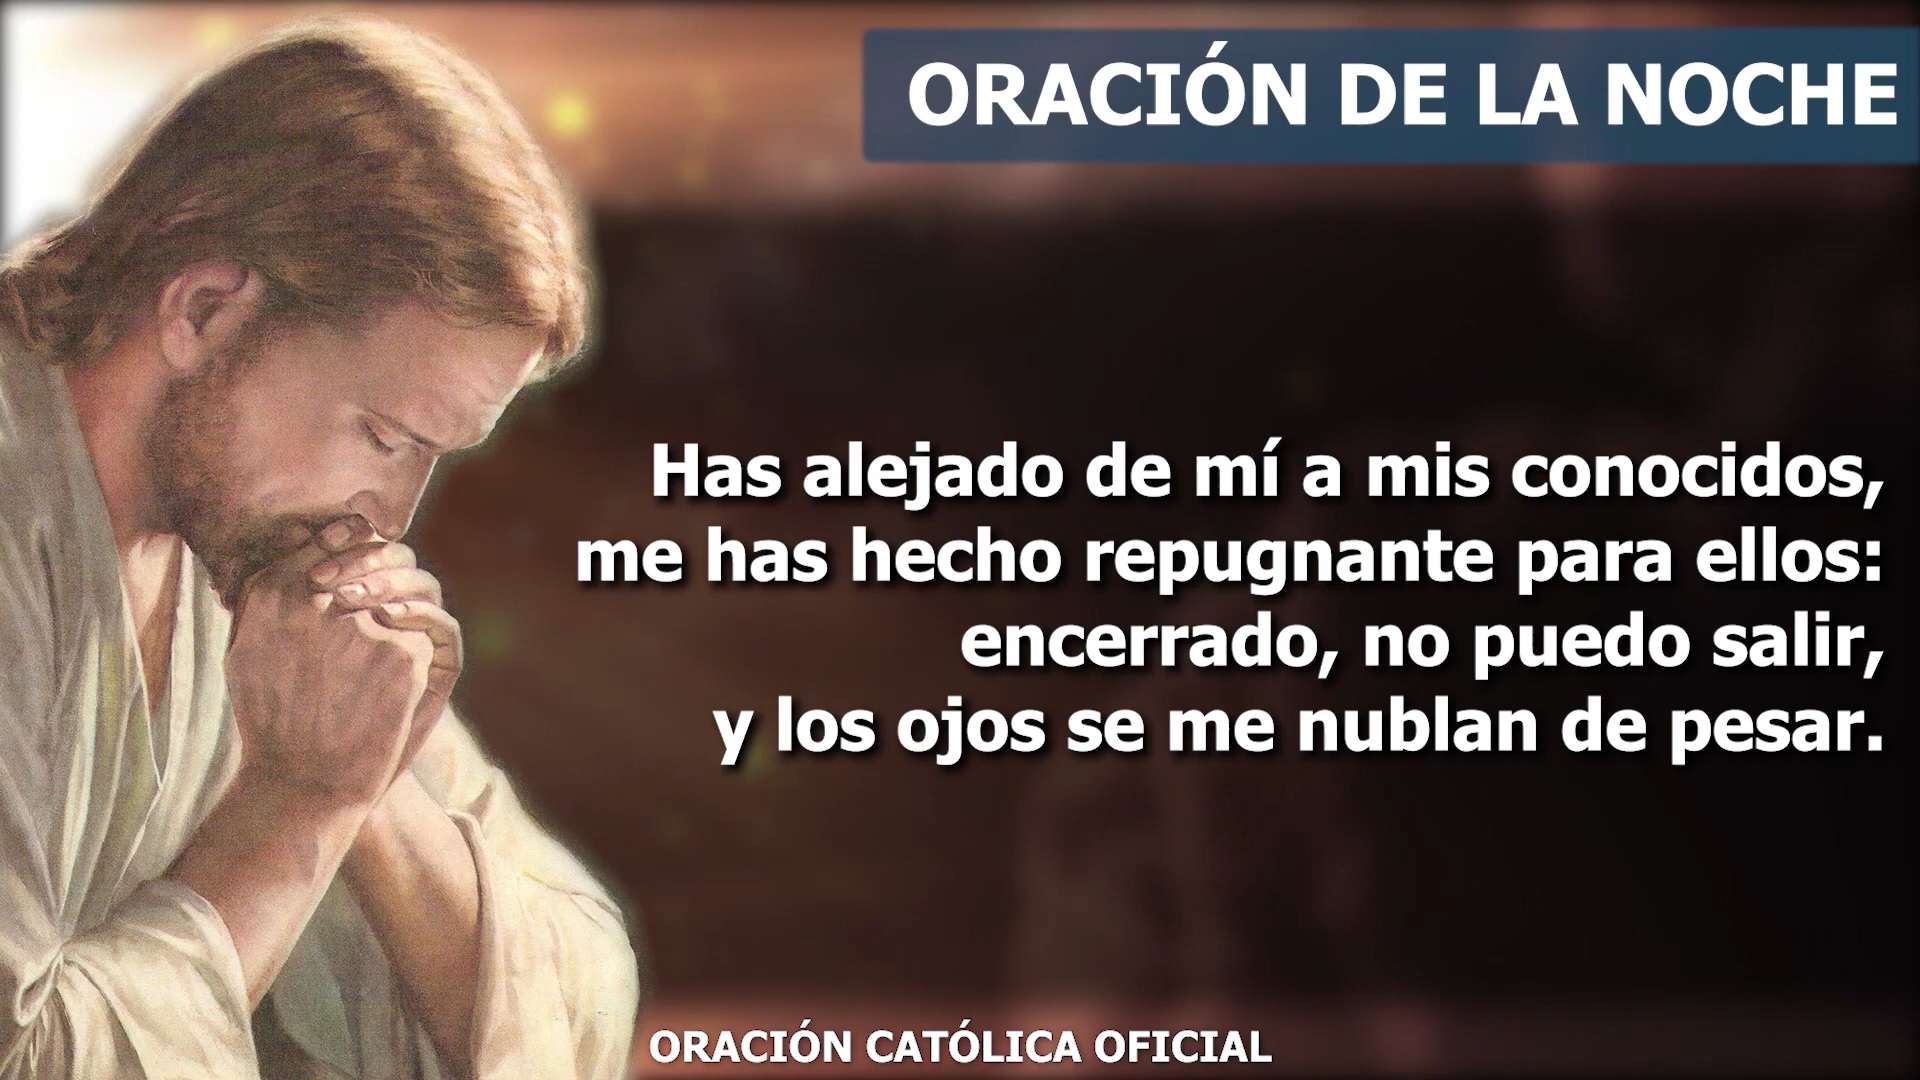 ORACIÓN DE LA NOCHE
Has alejado de mí a mis conocidos,
me has hecho repugnante para ellos:
encerrado, no puedo salir,
y los ojos se me nublan de pesar.
ORACIÓN CATÓLICA OFICIAL